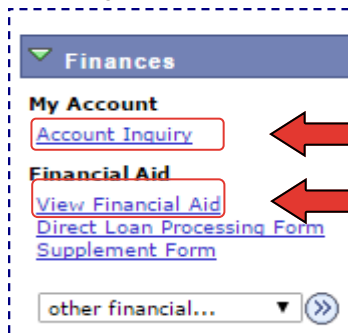 Finances
My Account
Account Inquiry
Financial Aid
View Financial Aid
Direct Loan Processing Form
Supplement Form
other financial...